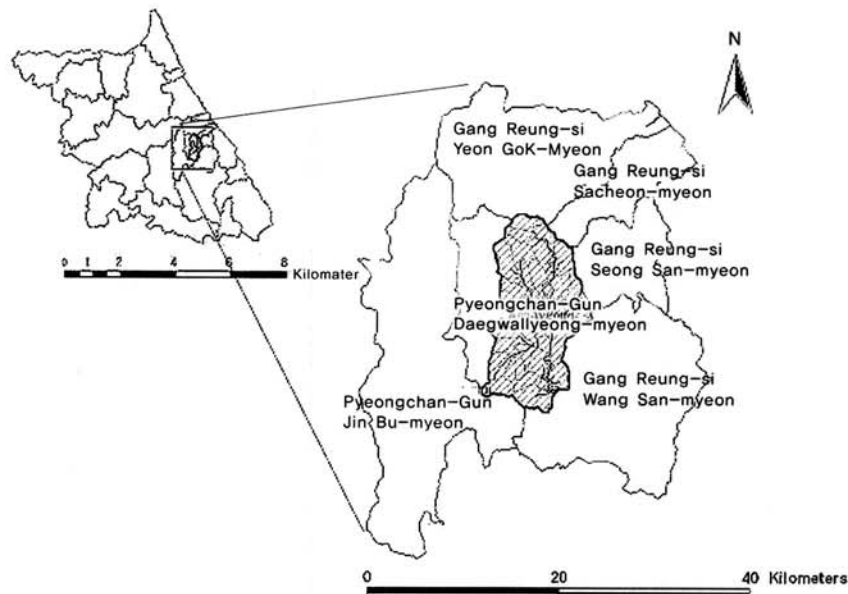 N
Gang Reung-si
Yeon GoK-Myeon
Gang Reung-si
Sacheon-myeon
Gang Reung-si
Seong San-myeon
0 1 2 4 6 8
Kilomater
Pyeongchan-Gun
Daegwallyeong-myeon
Gang Reung-si
Wang San-myeon
Pyeongchan-Gun
Jin Bu-myeon
0 20 40 Kilometers